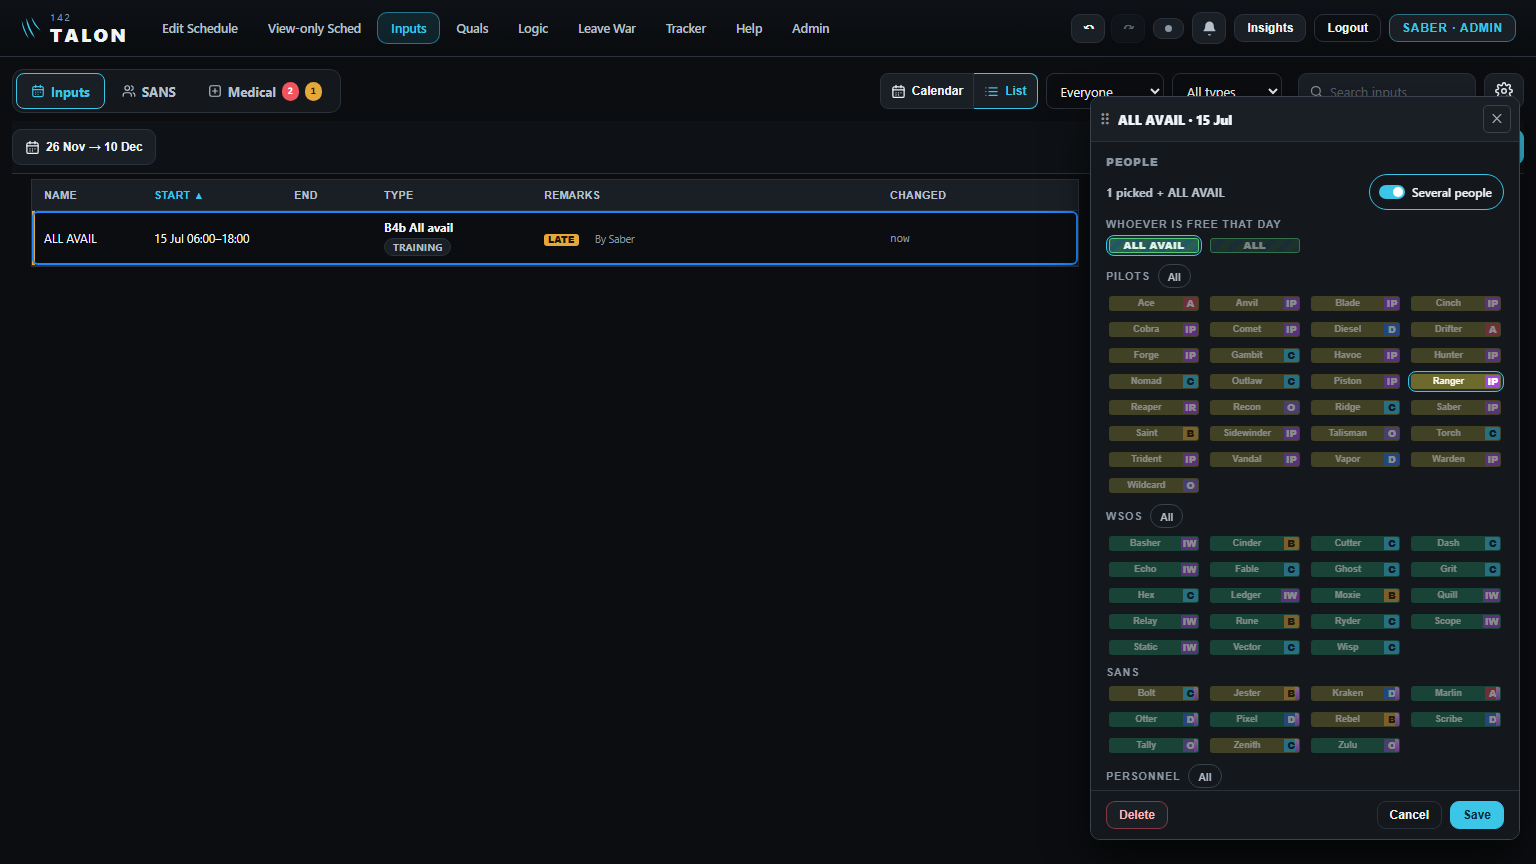 142
TALON
Edit Schedule
View-only Sched
Inputs
Quals
Logic
Leave War
Tracker
Help
Admin
Insights
Logout
SABER · ADMIN
Inputs
SANS
Medical 2 1
Calendar
List
Everyone
All types
Search inputs
26 Nov → 10 Dec
NAME START ▲ END TYPE REMARKS CHANGED
ALL AVAIL 15 Jul 06:00–18:00 B4b All avail TRAINING LATE By Saber now
ALL AVAIL · 15 Jul
PEOPLE
1 picked + ALL AVAIL
Several people
WHOEVER IS FREE THAT DAY
ALL AVAIL ALL
PILOTS All
Ace A Anvil IP Blade IP Cinch IP
Cobra IP Comet IP Diesel D Drifter A
Forge IP Gambit C Havoc IP Hunter IP
Nomad C Outlaw C Piston IP Ranger IP
Reaper IR Recon O Ridge C Saber IP
Saint B Sidewinder IP Talisman O Torch C
Trident IP Vandal IP Vapor D Warden IP
Wildcard O
WSOS All
Basher IW Cinder B Cutter C Dash C
Echo IW Fable C Ghost C Grit C
Hex C Ledger IW Moxie B Quill IW
Relay IW Rune B Ryder C Scope IW
Static IW Vector C Wisp C
SANS
Bolt C Jester B Kraken D Marlin A
Otter D Pixel D Rebel B Scribe D
Tally O Zenith C Zulu O
PERSONNEL All
Delete
Cancel
Save